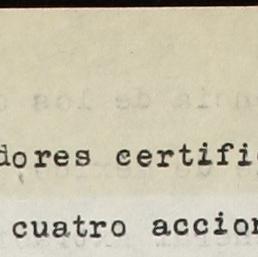 dores certifi
cuatro accion